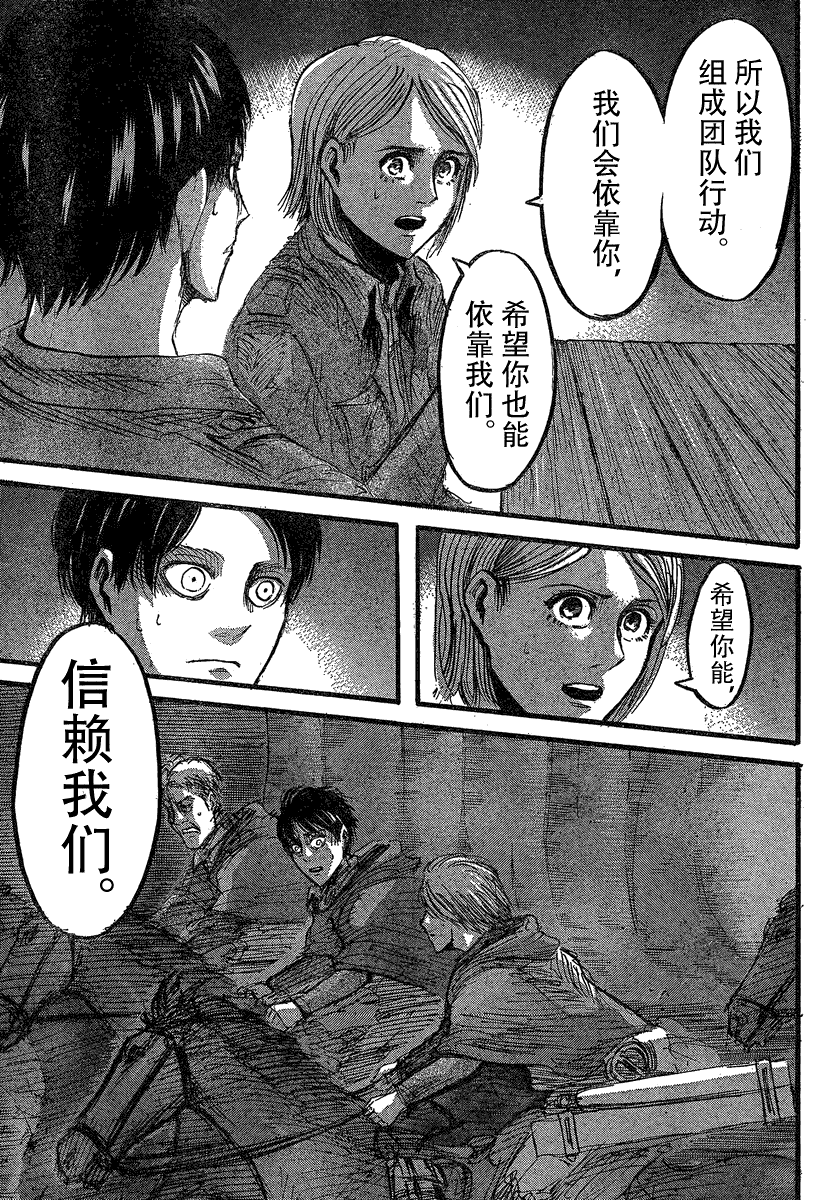 所以我们
组成团队行动。
我们会依靠你,
希望你也能
依靠我们。
希望你能,
信赖我们。